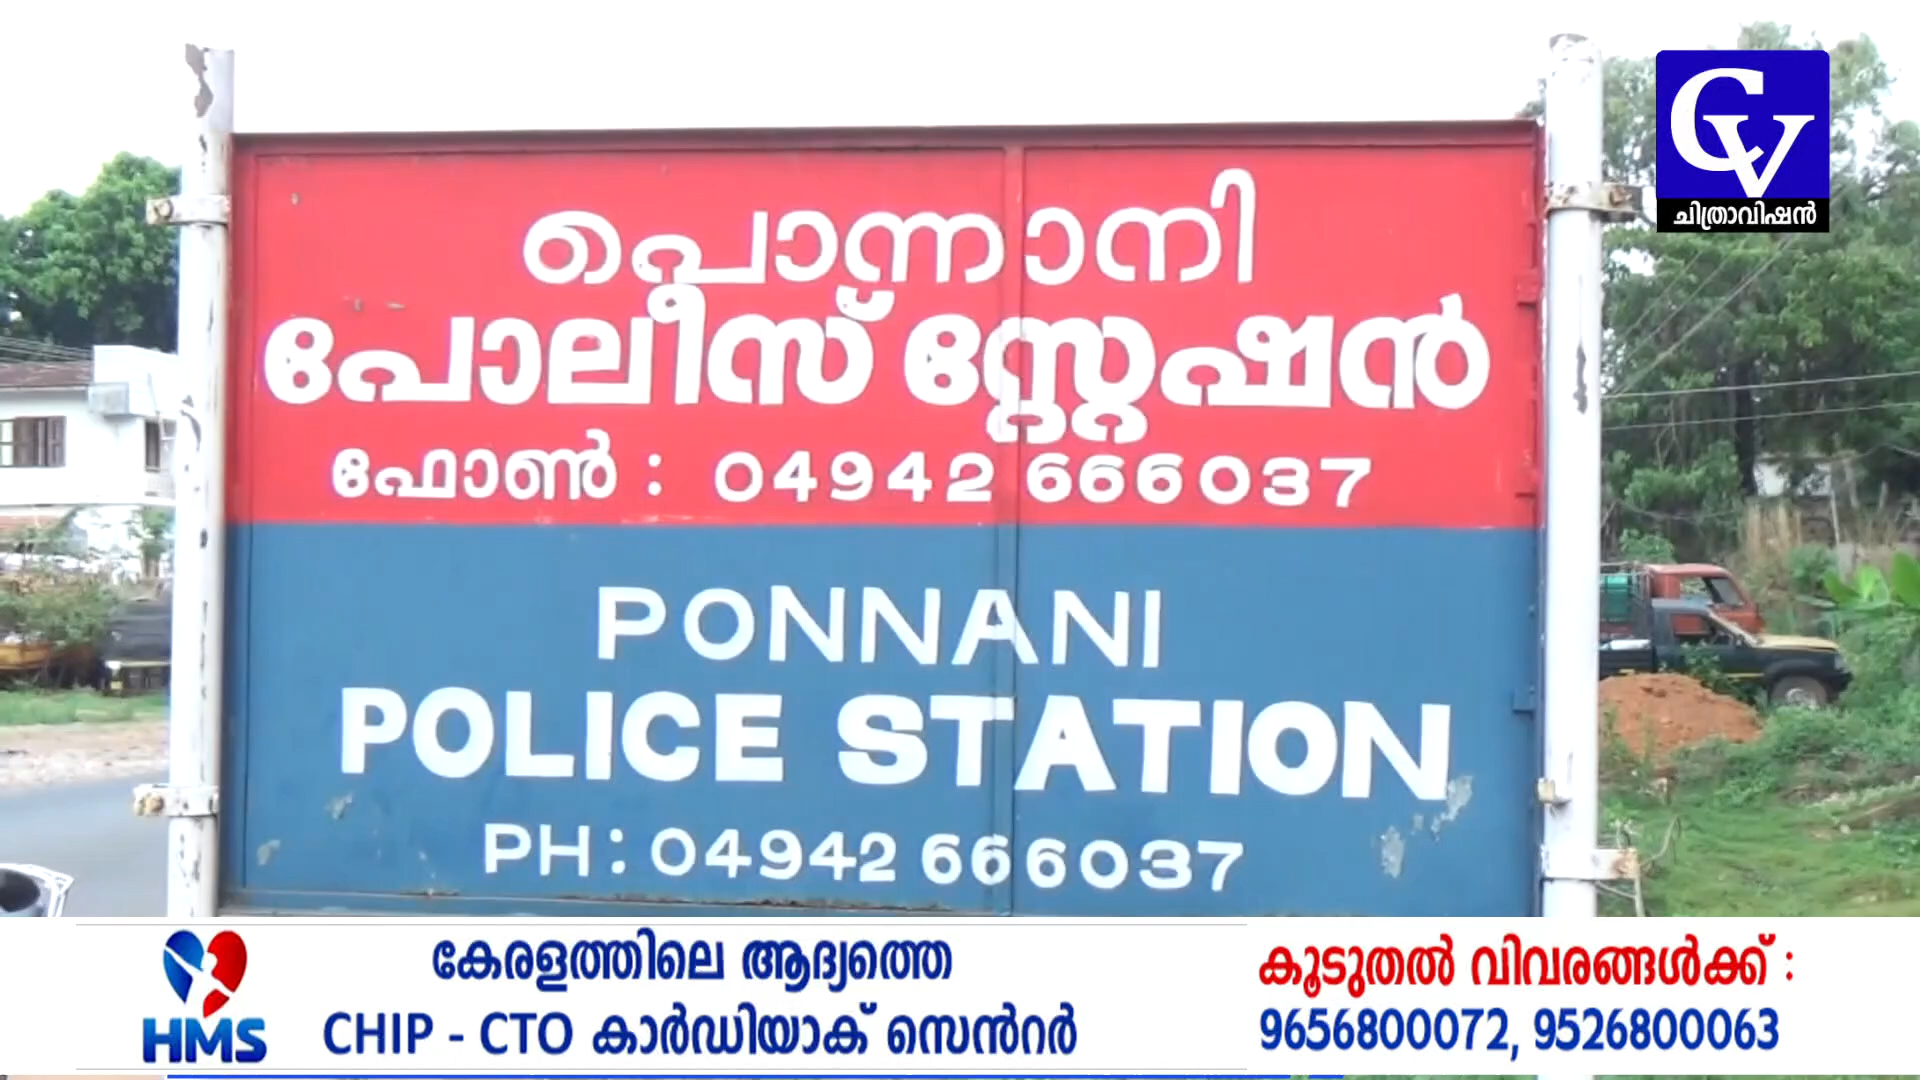 CV
ചിത്രാവിഷൻ
പൊന്നാനി
പോലീസ് സ്റ്റേഷൻ
ഫോൺ : 04942 666037
PONNANI
POLICE STATION
PH : 04942 666037
HMS
കേരളത്തിലെ ആദ്യത്തെ
CHIP - CTO കാർഡിയാക് സെൻറർ
കൂടുതൽ വിവരങ്ങൾക്ക് :
9656800072, 9526800063